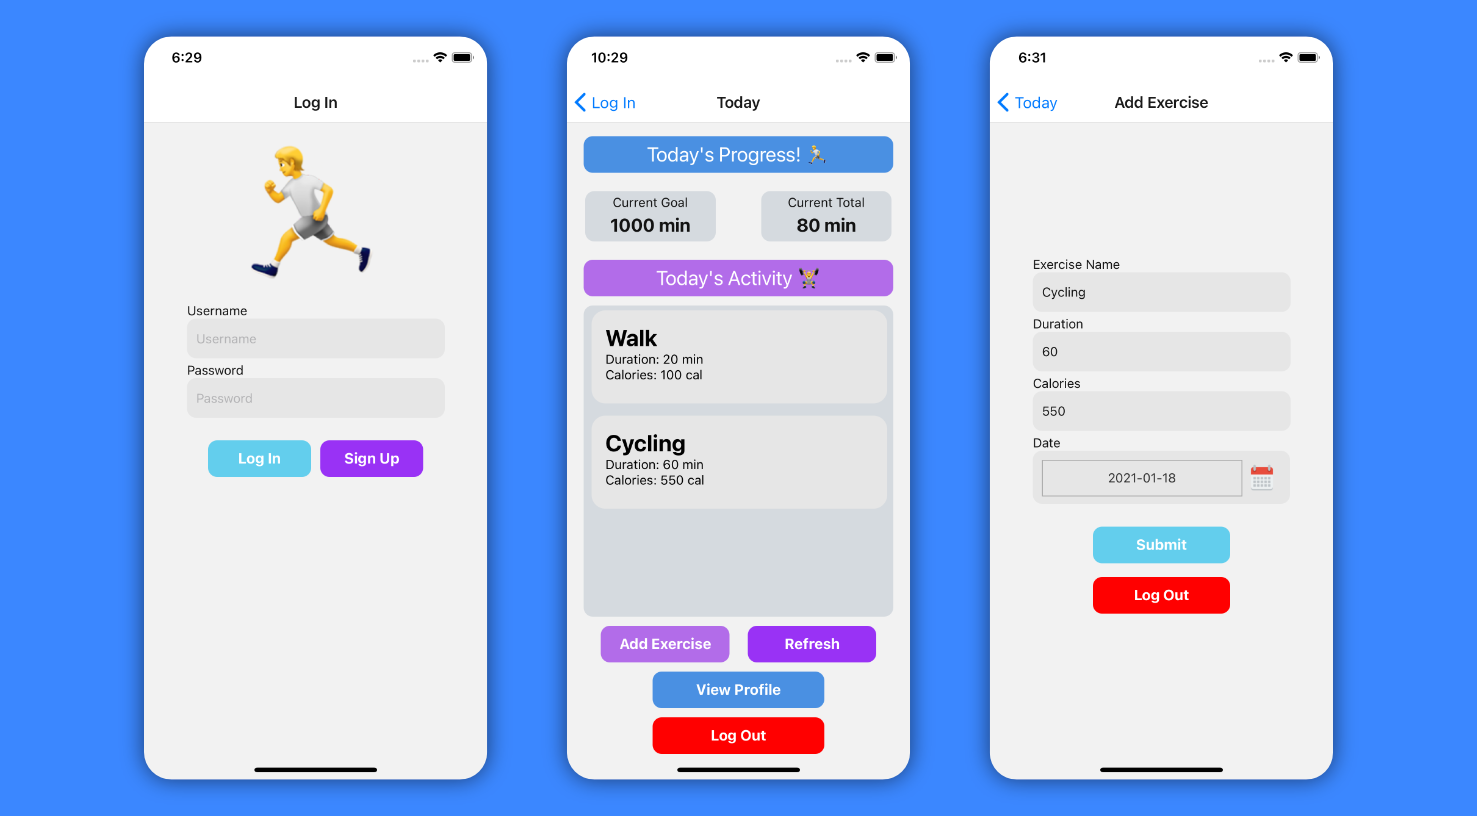 6:29
Log In
Username
Username
Password
Password
Log In
Sign Up
10:29
Log In
Today
Today's Progress!
Current Goal
1000 min
Current Total
80 min
Today's Activity
Walk
Duration: 20 min
Calories: 100 cal
Cycling
Duration: 60 min
Calories: 550 cal
Add Exercise
Refresh
View Profile
Log Out
6:31
Today
Add Exercise
Exercise Name
Cycling
Duration
60
Calories
550
Date
2021-01-18
Submit
Log Out